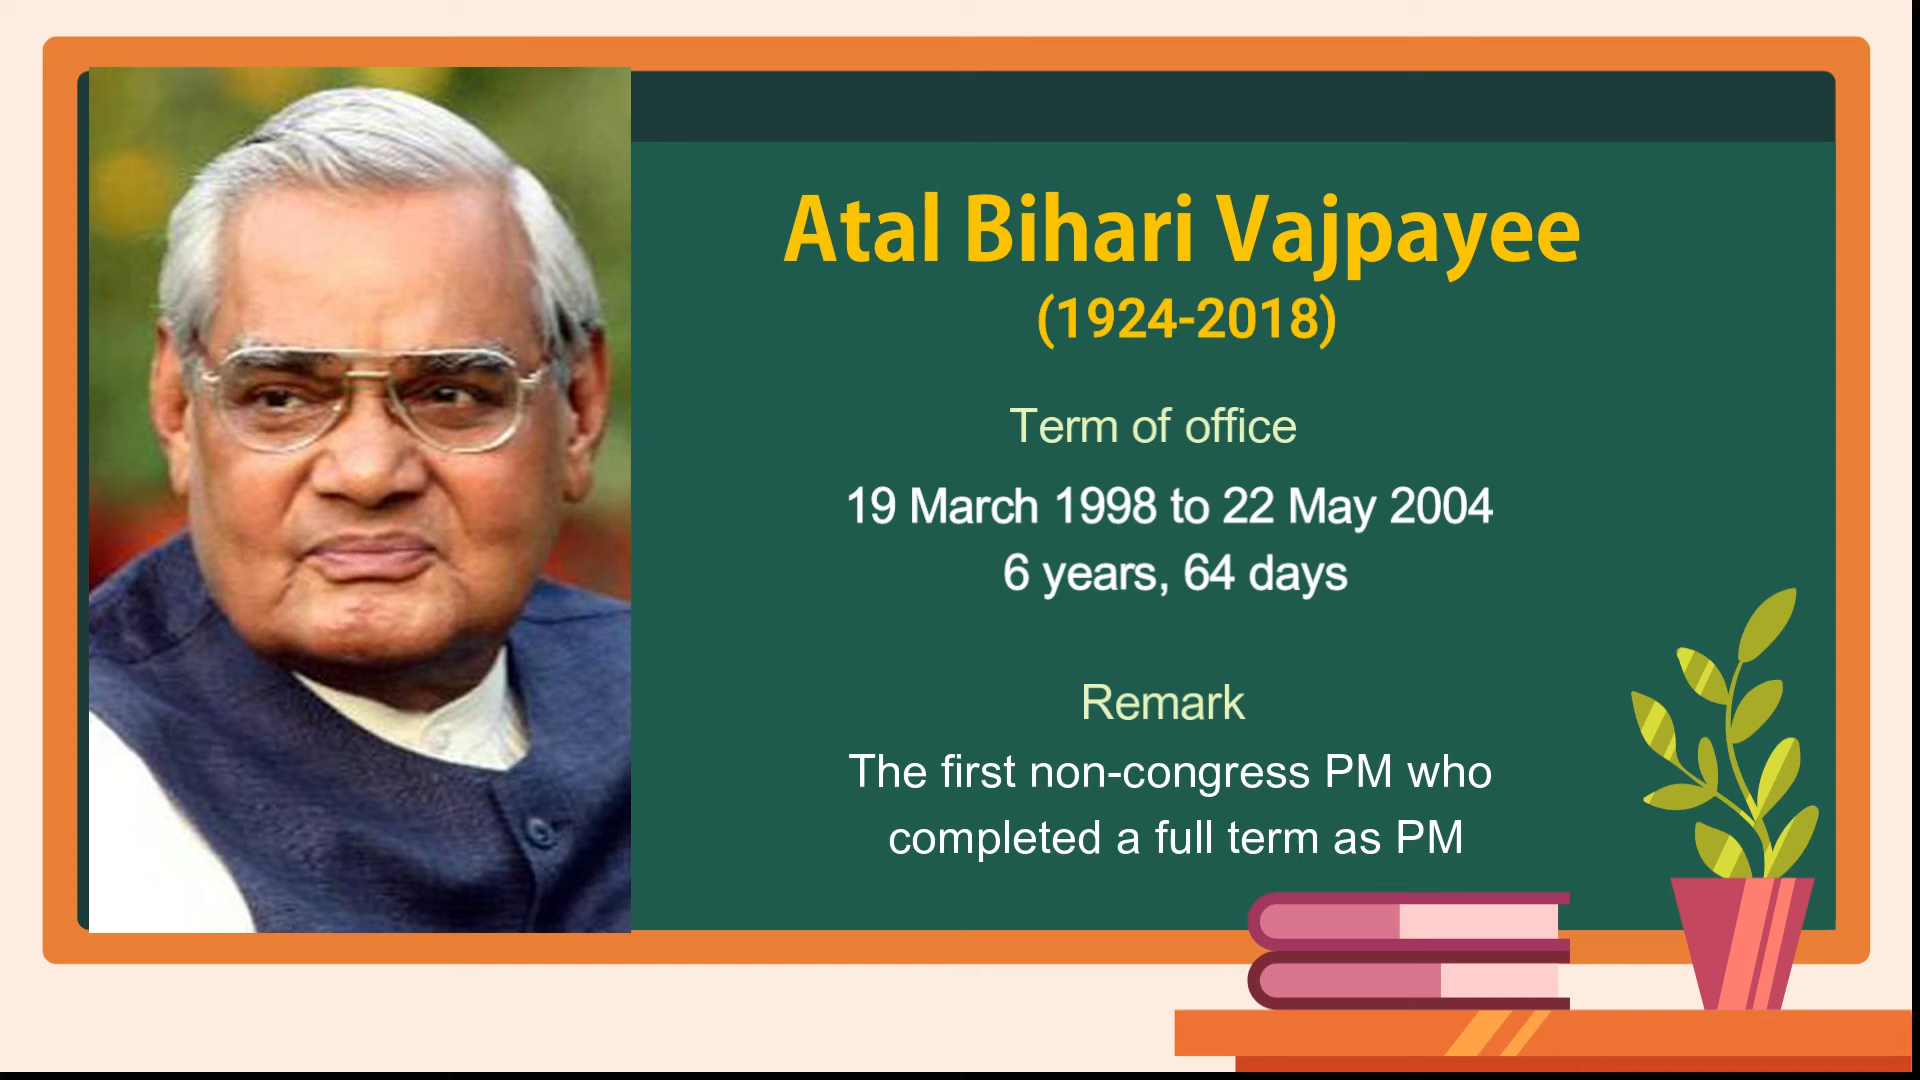 Atal Bihari Vajpayee
(1924-2018)
Term of office
19 March 1998 to 22 May 2004
6 years, 64 days
Remark
The first non-congress PM who
completed a full term as PM